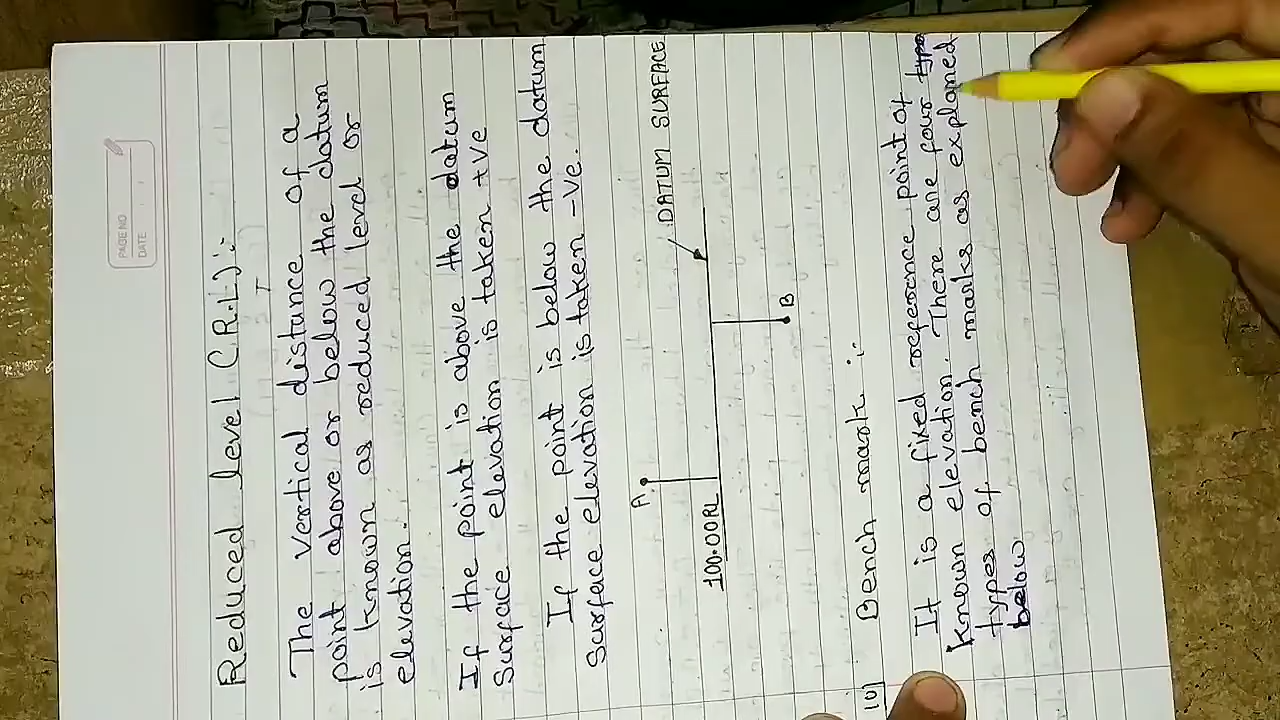 PAGE NO
DATE
Reduced level (R.L) :-
The vertical distance of a
point above or below the datum
is known as reduced level or
elevation.
If the point is above the datum
surface elevation is taken +ve
If the point is below the datum
surface elevation is taken -ve.
DATUM SURFACE
A
100.00RL
B
10) Bench mark :-
It is a fixed reference point of
known elevation. There are four
types of bench marks as explained
below